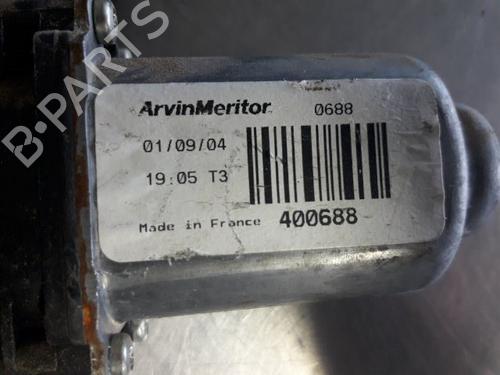 ArvinMeritor 0688
01/09/04
19:05 T3
Made in France 400688
B-PARTS